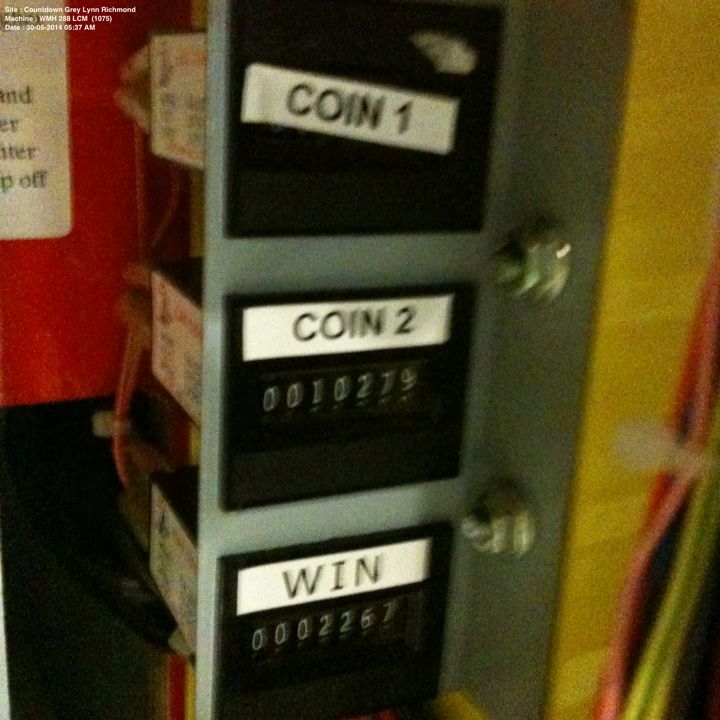 Site : Countdown Grey Lynn Richmond
Machine : WMH 288 LCM (1075)
Date : 30-05-2014 05:37 AM
and
er
nter
p off
COIN 1
COIN 2
0010279
WIN
0002267